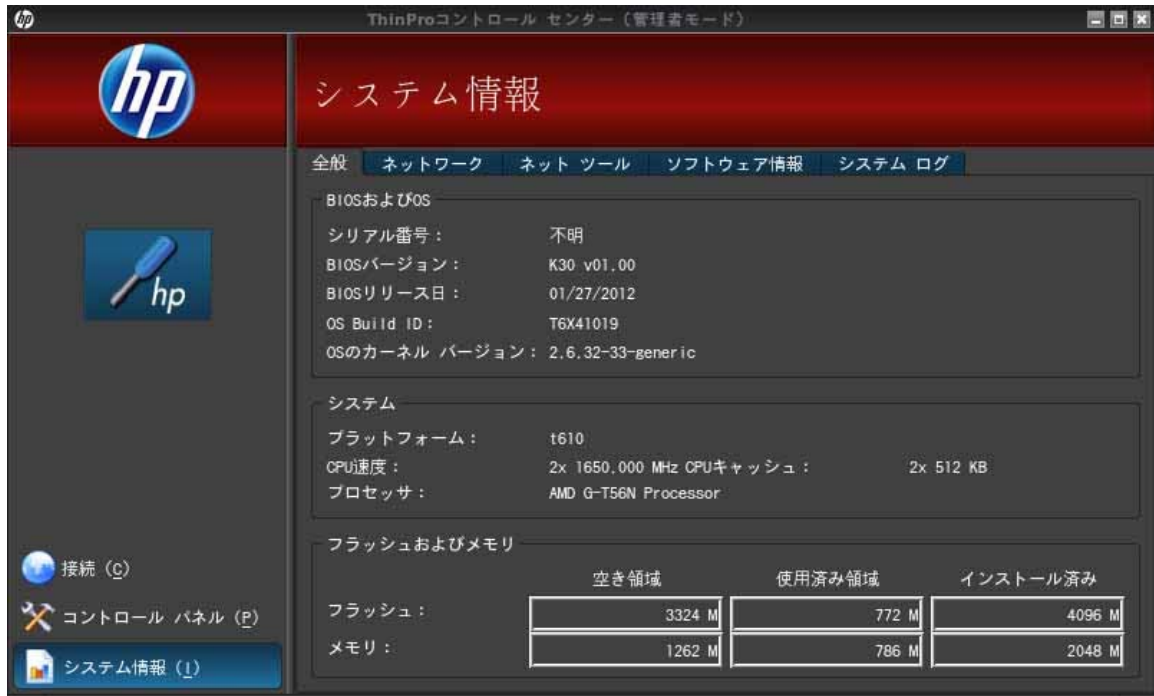 ThinProコントロール センター (管理者モード)
hp
システム情報
hp
全般 ネットワーク ネット ツール ソフトウェア情報 システム ログ
BIOSおよびOS
シリアル番号： 不明
BIOSバージョン： K30 v01.00
BIOSリリース日： 01/27/2012
OS Build ID： T6X41019
OSのカーネル バージョン： 2.6.32-33-generic
システム
プラットフォーム： t610
CPU速度： 2x 1650.000 MHz CPUキャッシュ： 2x 512 KB
プロセッサ： AMD G-T56N Processor
フラッシュおよびメモリ
空き領域 使用済み領域 インストール済み
フラッシュ： 3324 M 772 M 4096 M
メモリ： 1262 M 786 M 2048 M
接続 (C)
コントロール パネル (P)
システム情報 (I)